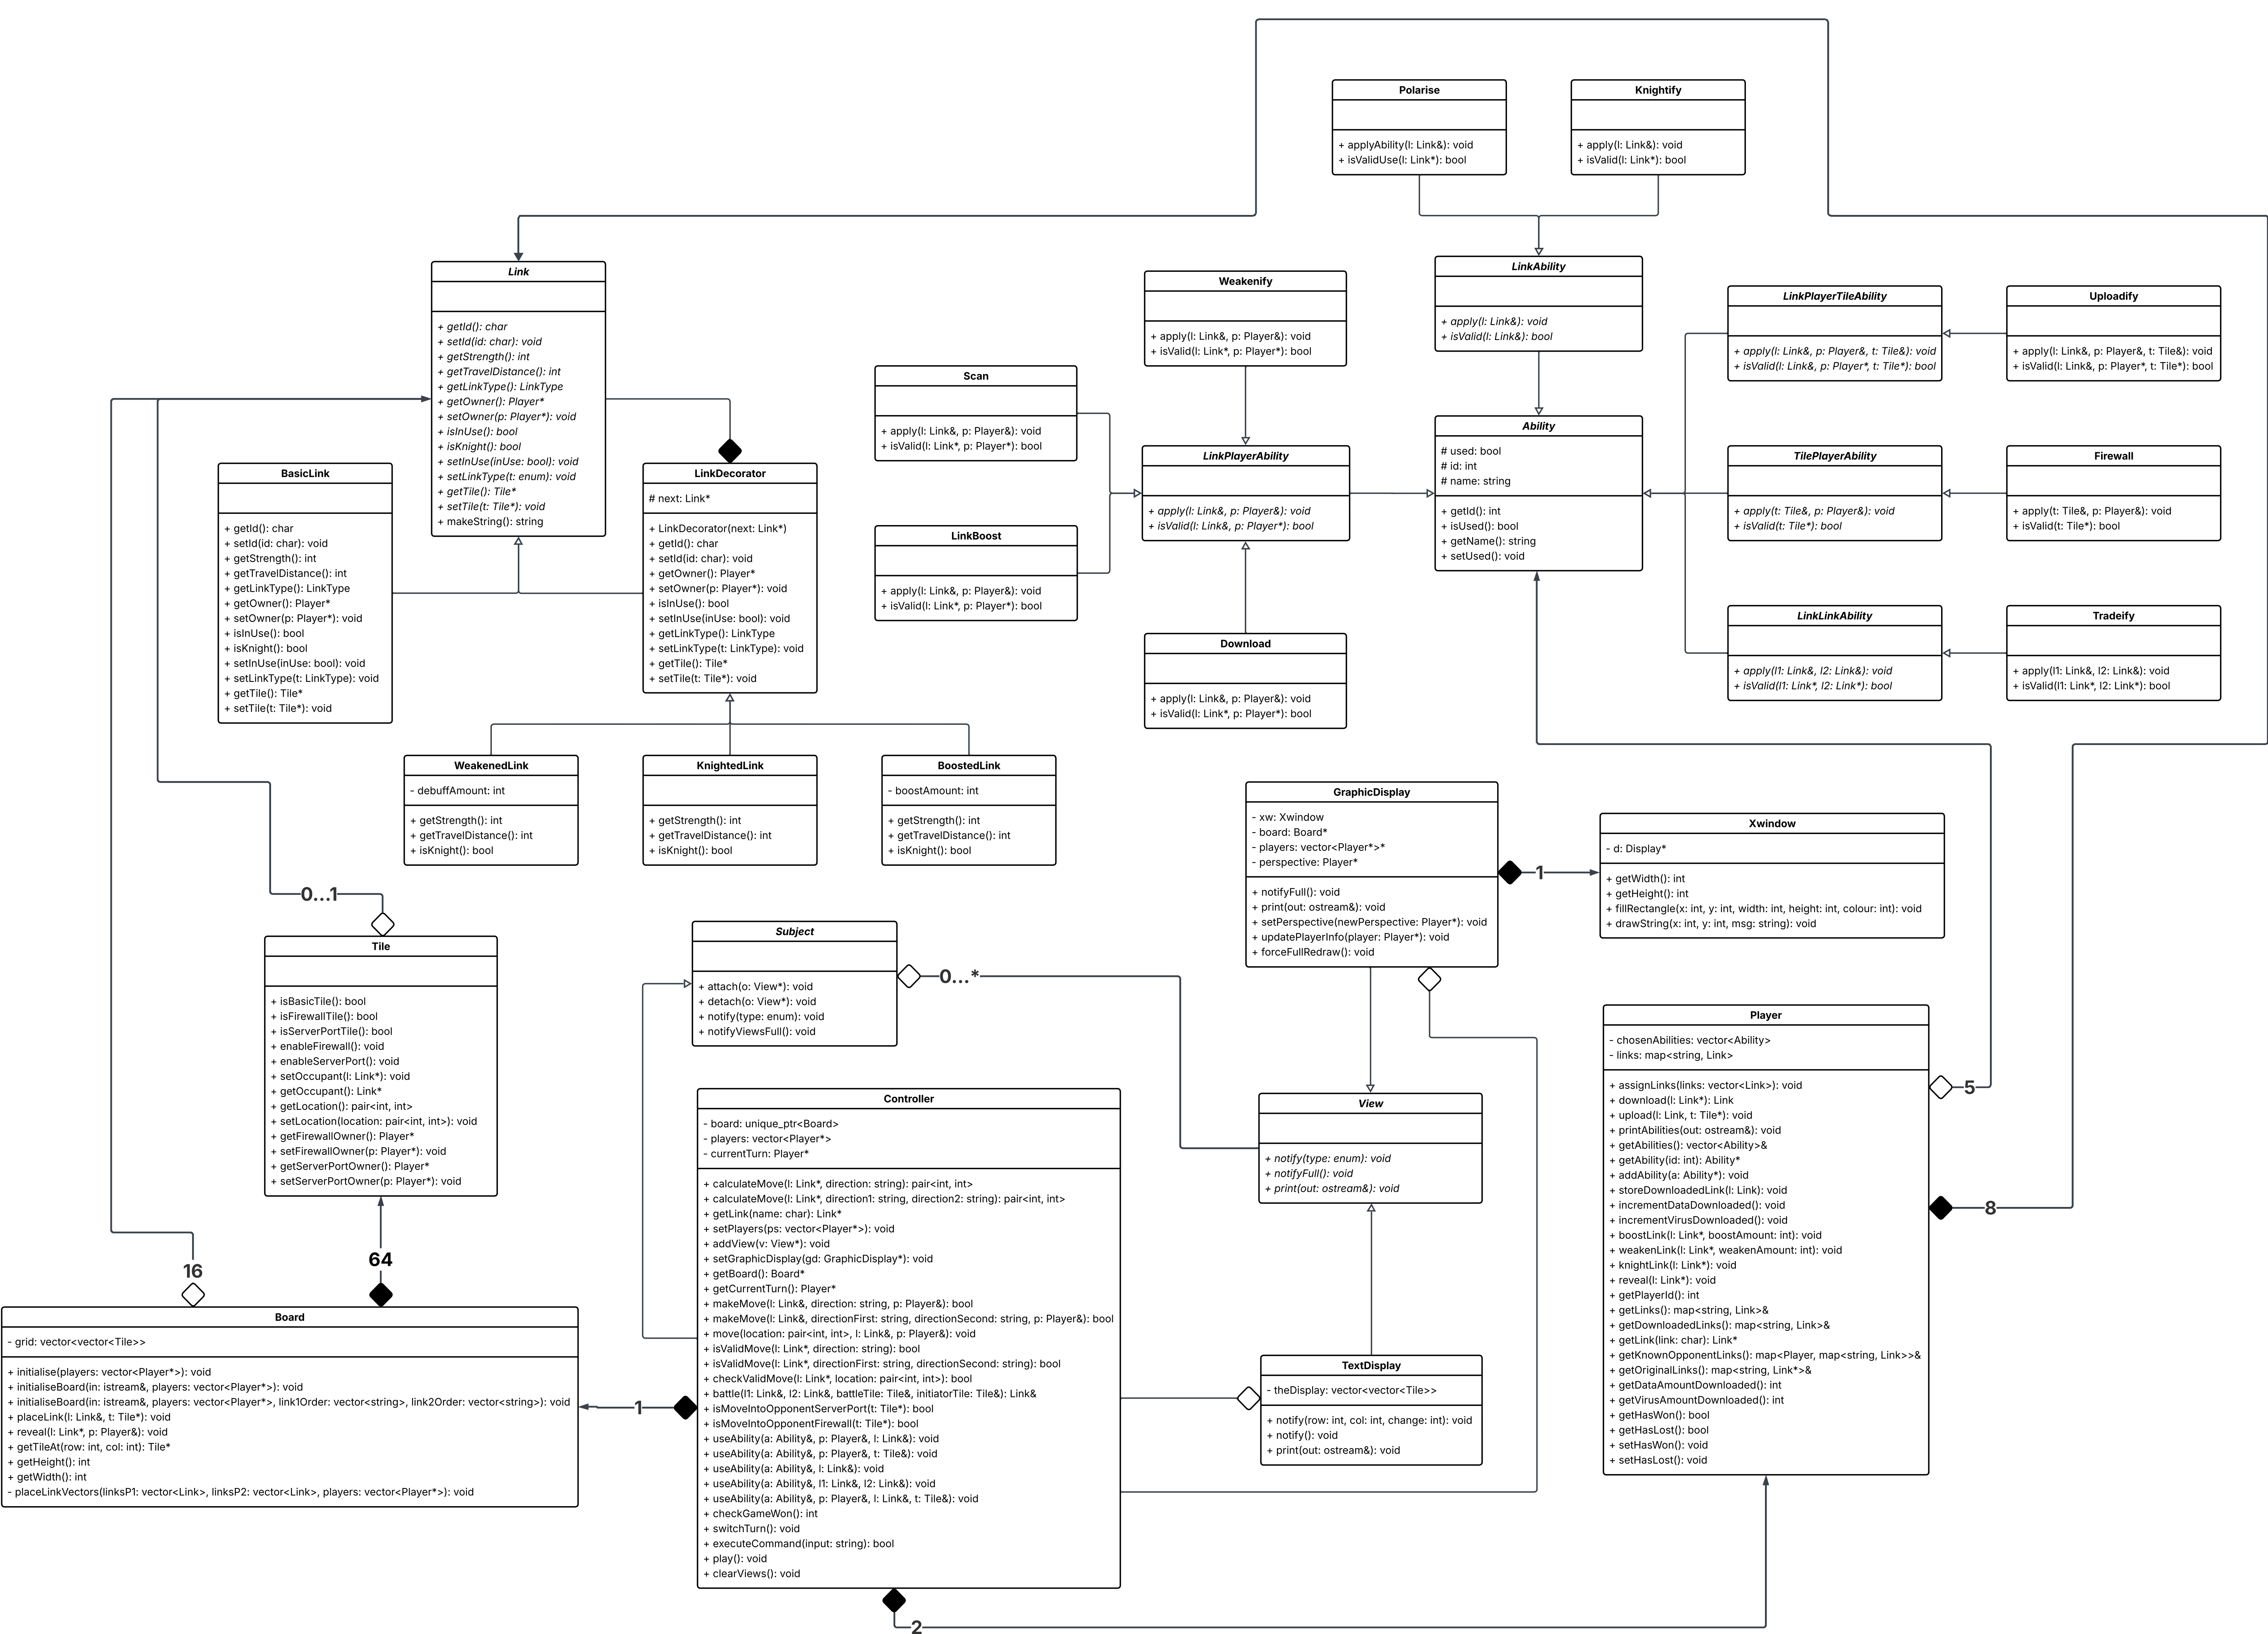 Polarise
+ applyAbility(l: Link&): void
+ isValidUse(l: Link*): bool
Knightify
+ apply(l: Link&): void
+ isValid(l: Link*): bool
Link
+ getId(): char
+ setId(id: char): void
+ getStrength(): int
+ getTravelDistance(): int
+ getLinkType(): LinkType
+ getOwner(): Player*
+ setOwner(p: Player*): void
+ isInUse(): bool
+ isKnight(): bool
+ setInUse(inUse: bool): void
+ setLinkType(t: enum): void
+ getTile(): Tile*
+ setTile(t: Tile*): void
+ makeString(): string
Weakenify
+ apply(l: Link&, p: Player&): void
+ isValid(l: Link*, p: Player*): bool
LinkAbility
+ apply(l: Link&): void
+ isValid(l: Link&): bool
LinkPlayerTileAbility
+ apply(l: Link&, p: Player&, t: Tile&): void
+ isValid(l: Link&, p: Player*, t: Tile*): bool
Uploadify
+ apply(l: Link&, p: Player&, t: Tile&): void
+ isValid(l: Link&, p: Player*, t: Tile*): bool
Scan
+ apply(l: Link&, p: Player&): void
+ isValid(l: Link*, p: Player*): bool
LinkPlayerAbility
+ apply(l: Link&, p: Player&): void
+ isValid(l: Link&, p: Player*): bool
Ability
# used: bool
# id: int
# name: string
+ getId(): int
+ isUsed(): bool
+ getName(): string
+ setUsed(): void
TilePlayerAbility
+ apply(t: Tile&, p: Player&): void
+ isValid(t: Tile*): bool
Firewall
+ apply(t: Tile&, p: Player&): void
+ isValid(t: Tile*): bool
BasicLink
+ getId(): char
+ setId(id: char): void
+ getStrength(): int
+ getTravelDistance(): int
+ getLinkType(): LinkType
+ getOwner(): Player*
+ setOwner(p: Player*): void
+ isInUse(): bool
+ isKnight(): bool
+ setInUse(inUse: bool): void
+ setLinkType(t: LinkType): void
+ getTile(): Tile*
+ setTile(t: Tile*): void
LinkDecorator
# next: Link*
+ LinkDecorator(next: Link*)
+ getId(): char
+ setId(id: char): void
+ getOwner(): Player*
+ setOwner(p: Player*): void
+ isInUse(): bool
+ setInUse(inUse: bool): void
+ getLinkType(): LinkType
+ setLinkType(t: LinkType): void
+ getTile(): Tile*
+ setTile(t: Tile*): void
LinkBoost
+ apply(l: Link&, p: Player&): void
+ isValid(l: Link*, p: Player*): bool
Download
+ apply(l: Link&, p: Player&): void
+ isValid(l: Link*, p: Player*): bool
LinkLinkAbility
+ apply(l1: Link&, l2: Link&): void
+ isValid(l1: Link*, l2: Link*): bool
Tradeify
+ apply(l1: Link&, l2: Link&): void
+ isValid(l1: Link*, l2: Link*): bool
WeakenedLink
- debuffAmount: int
+ getStrength(): int
+ getTravelDistance(): int
+ isKnight(): bool
KnightedLink
+ getStrength(): int
+ getTravelDistance(): int
+ isKnight(): bool
BoostedLink
- boostAmount: int
+ getStrength(): int
+ getTravelDistance(): int
+ isKnight(): bool
GraphicDisplay
- xw: Xwindow
- board: Board*
- players: vector<Player*>*
- perspective: Player*
+ notifyFull(): void
+ print(out: ostream&): void
+ setPerspective(newPerspective: Player*): void
+ updatePlayerInfo(player: Player*): void
+ forceFullRedraw(): void
1
Xwindow
- d: Display*
+ getWidth(): int
+ getHeight(): int
+ fillRectangle(x: int, y: int, width: int, height: int, colour: int): void
+ drawString(x: int, y: int, msg: string): void
0...1
Tile
+ isBasicTile(): bool
+ isFirewallTile(): bool
+ isServerPortTile(): bool
+ enableFirewall(): void
+ enableServerPort(): void
+ setOccupant(l: Link*): void
+ getOccupant(): Link*
+ getLocation(): pair<int, int>
+ setLocation(location: pair<int, int>): void
+ getFirewallOwner(): Player*
+ setFirewallOwner(p: Player*): void
+ getServerPortOwner(): Player*
+ setServerPortOwner(p: Player*): void
Subject
+ attach(o: View*): void
+ detach(o: View*): void
+ notify(type: enum): void
+ notifyViewsFull(): void
0...*
Player
- chosenAbilities: vector<Ability>
- links: map<string, Link>
+ assignLinks(links: vector<Link>): void
+ download(l: Link*): Link
+ upload(l: Link, t: Tile*): void
+ printAbilities(out: ostream&): void
+ getAbilities(): vector<Ability>&
+ getAbility(id: int): Ability*
+ addAbility(a: Ability*): void
+ storeDownloadedLink(l: Link): void
+ incrementDataDownloaded(): void
+ incrementVirusDownloaded(): void
+ boostLink(l: Link*, boostAmount: int): void
+ weakenLink(l: Link*, weakenAmount: int): void
+ knightLink(l: Link*): void
+ reveal(l: Link*): void
+ getPlayerId(): int
+ getLinks(): map<string, Link>&
+ getDownloadedLinks(): map<string, Link>&
+ getLink(link: char): Link*
+ getKnownOpponentLinks(): map<Player, map<string, Link>>&
+ getOriginalLinks(): map<string, Link*>&
+ getDataAmountDownloaded(): int
+ getVirusAmountDownloaded(): int
+ getHasWon(): bool
+ getHasLost(): bool
+ setHasWon(): void
+ setHasLost(): void
5
8
Controller
- board: unique_ptr<Board>
- players: vector<Player*>
- currentTurn: Player*
+ calculateMove(l: Link*, direction: string): pair<int, int>
+ calculateMove(l: Link*, direction1: string, direction2: string): pair<int, int>
+ getLink(name: char): Link*
+ setPlayers(ps: vector<Player*>): void
+ addView(v: View*): void
+ setGraphicDisplay(gd: GraphicDisplay*): void
+ getBoard(): Board*
+ getCurrentTurn(): Player*
+ makeMove(l: Link&, direction: string, p: Player&): bool
+ makeMove(l: Link&, directionFirst: string, directionSecond: string, p: Player&): bool
+ move(location: pair<int, int>, l: Link&, p: Player&): void
+ isValidMove(l: Link*, direction: string): bool
+ isValidMove(l: Link*, directionFirst: string, directionSecond: string): bool
+ checkValidMove(l: Link*, location: pair<int, int>): bool
+ battle(l1: Link&, l2: Link&, battleTile: Tile&, initiatorTile: Tile&): Link&
+ isMoveIntoOpponentServerPort(t: Tile*): bool
+ isMoveIntoOpponentFirewall(t: Tile*): bool
+ useAbility(a: Ability&, p: Player&, l: Link&): void
+ useAbility(a: Ability&, p: Player&, t: Tile&): void
+ useAbility(a: Ability&, l: Link&): void
+ useAbility(a: Ability&, l1: Link&, l2: Link&): void
+ useAbility(a: Ability&, p: Player&, l: Link&, t: Tile&): void
+ checkGameWon(): int
+ switchTurn(): void
+ executeCommand(input: string): bool
+ play(): void
+ clearViews(): void
View
+ notify(type: enum): void
+ notifyFull(): void
+ print(out: ostream&): void
16
64
Board
- grid: vector<vector<Tile>>
+ initialise(players: vector<Player*>): void
+ initialiseBoard(in: istream&, players: vector<Player*>): void
+ initialiseBoard(in: istream&, players: vector<Player*>, link1Order: vector<string>, link2Order: vector<string>): void
+ placeLink(l: Link&, t: Tile*): void
+ reveal(l: Link*, p: Player&): void
+ getTileAt(row: int, col: int): Tile*
+ getHeight(): int
+ getWidth(): int
- placeLinkVectors(linksP1: vector<Link>, linksP2: vector<Link>, players: vector<Player*>): void
1
TextDisplay
- theDisplay: vector<vector<Tile>>
+ notify(row: int, col: int, change: int): void
+ notify(): void
+ print(out: ostream&): void
2